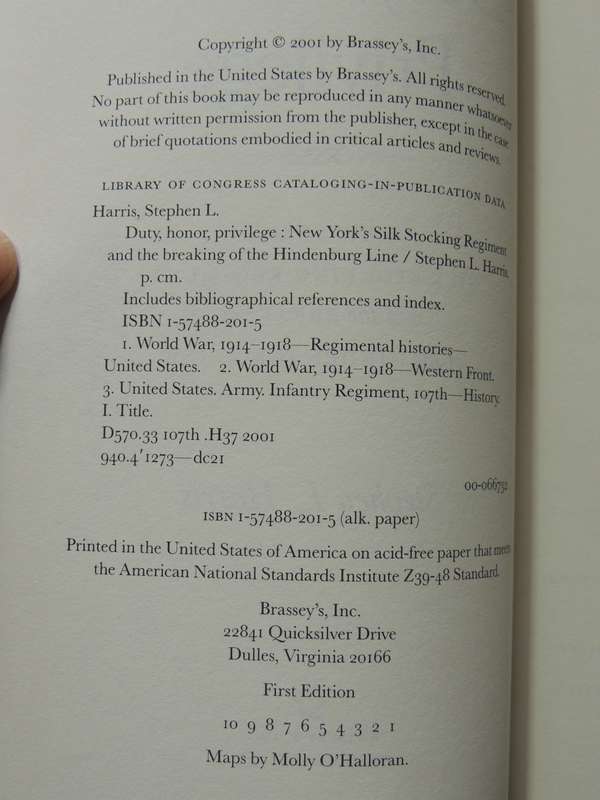 Copyright © 2001 by Brassey's, Inc.
Published in the United States by Brassey's. All rights reserved.
No part of this book may be reproduced in any manner whatsoever
without written permission from the publisher, except in the case
of brief quotations embodied in critical articles and reviews.
LIBRARY OF CONGRESS CATALOGING-IN-PUBLICATION DATA
Harris, Stephen L.
Duty, honor, privilege : New York's Silk Stocking Regiment
and the breaking of the Hindenburg Line / Stephen L. Harris.
p. cm.
Includes bibliographical references and index.
ISBN 1-57488-201-5
1. World War, 1914-1918—Regimental histories—
United States. 2. World War, 1914-1918—Western Front.
3. United States. Army. Infantry Regiment, 107th—History.
I. Title.
D570.33 107th .H37 2001
940.4'1273—dc21
00-066752
ISBN 1-57488-201-5 (alk. paper)
Printed in the United States of America on acid-free paper that meets
the American National Standards Institute Z39-48 Standard.
Brassey's, Inc.
22841 Quicksilver Drive
Dulles, Virginia 20166
First Edition
10 9 8 7 6 5 4 3 2 1
Maps by Molly O'Halloran.